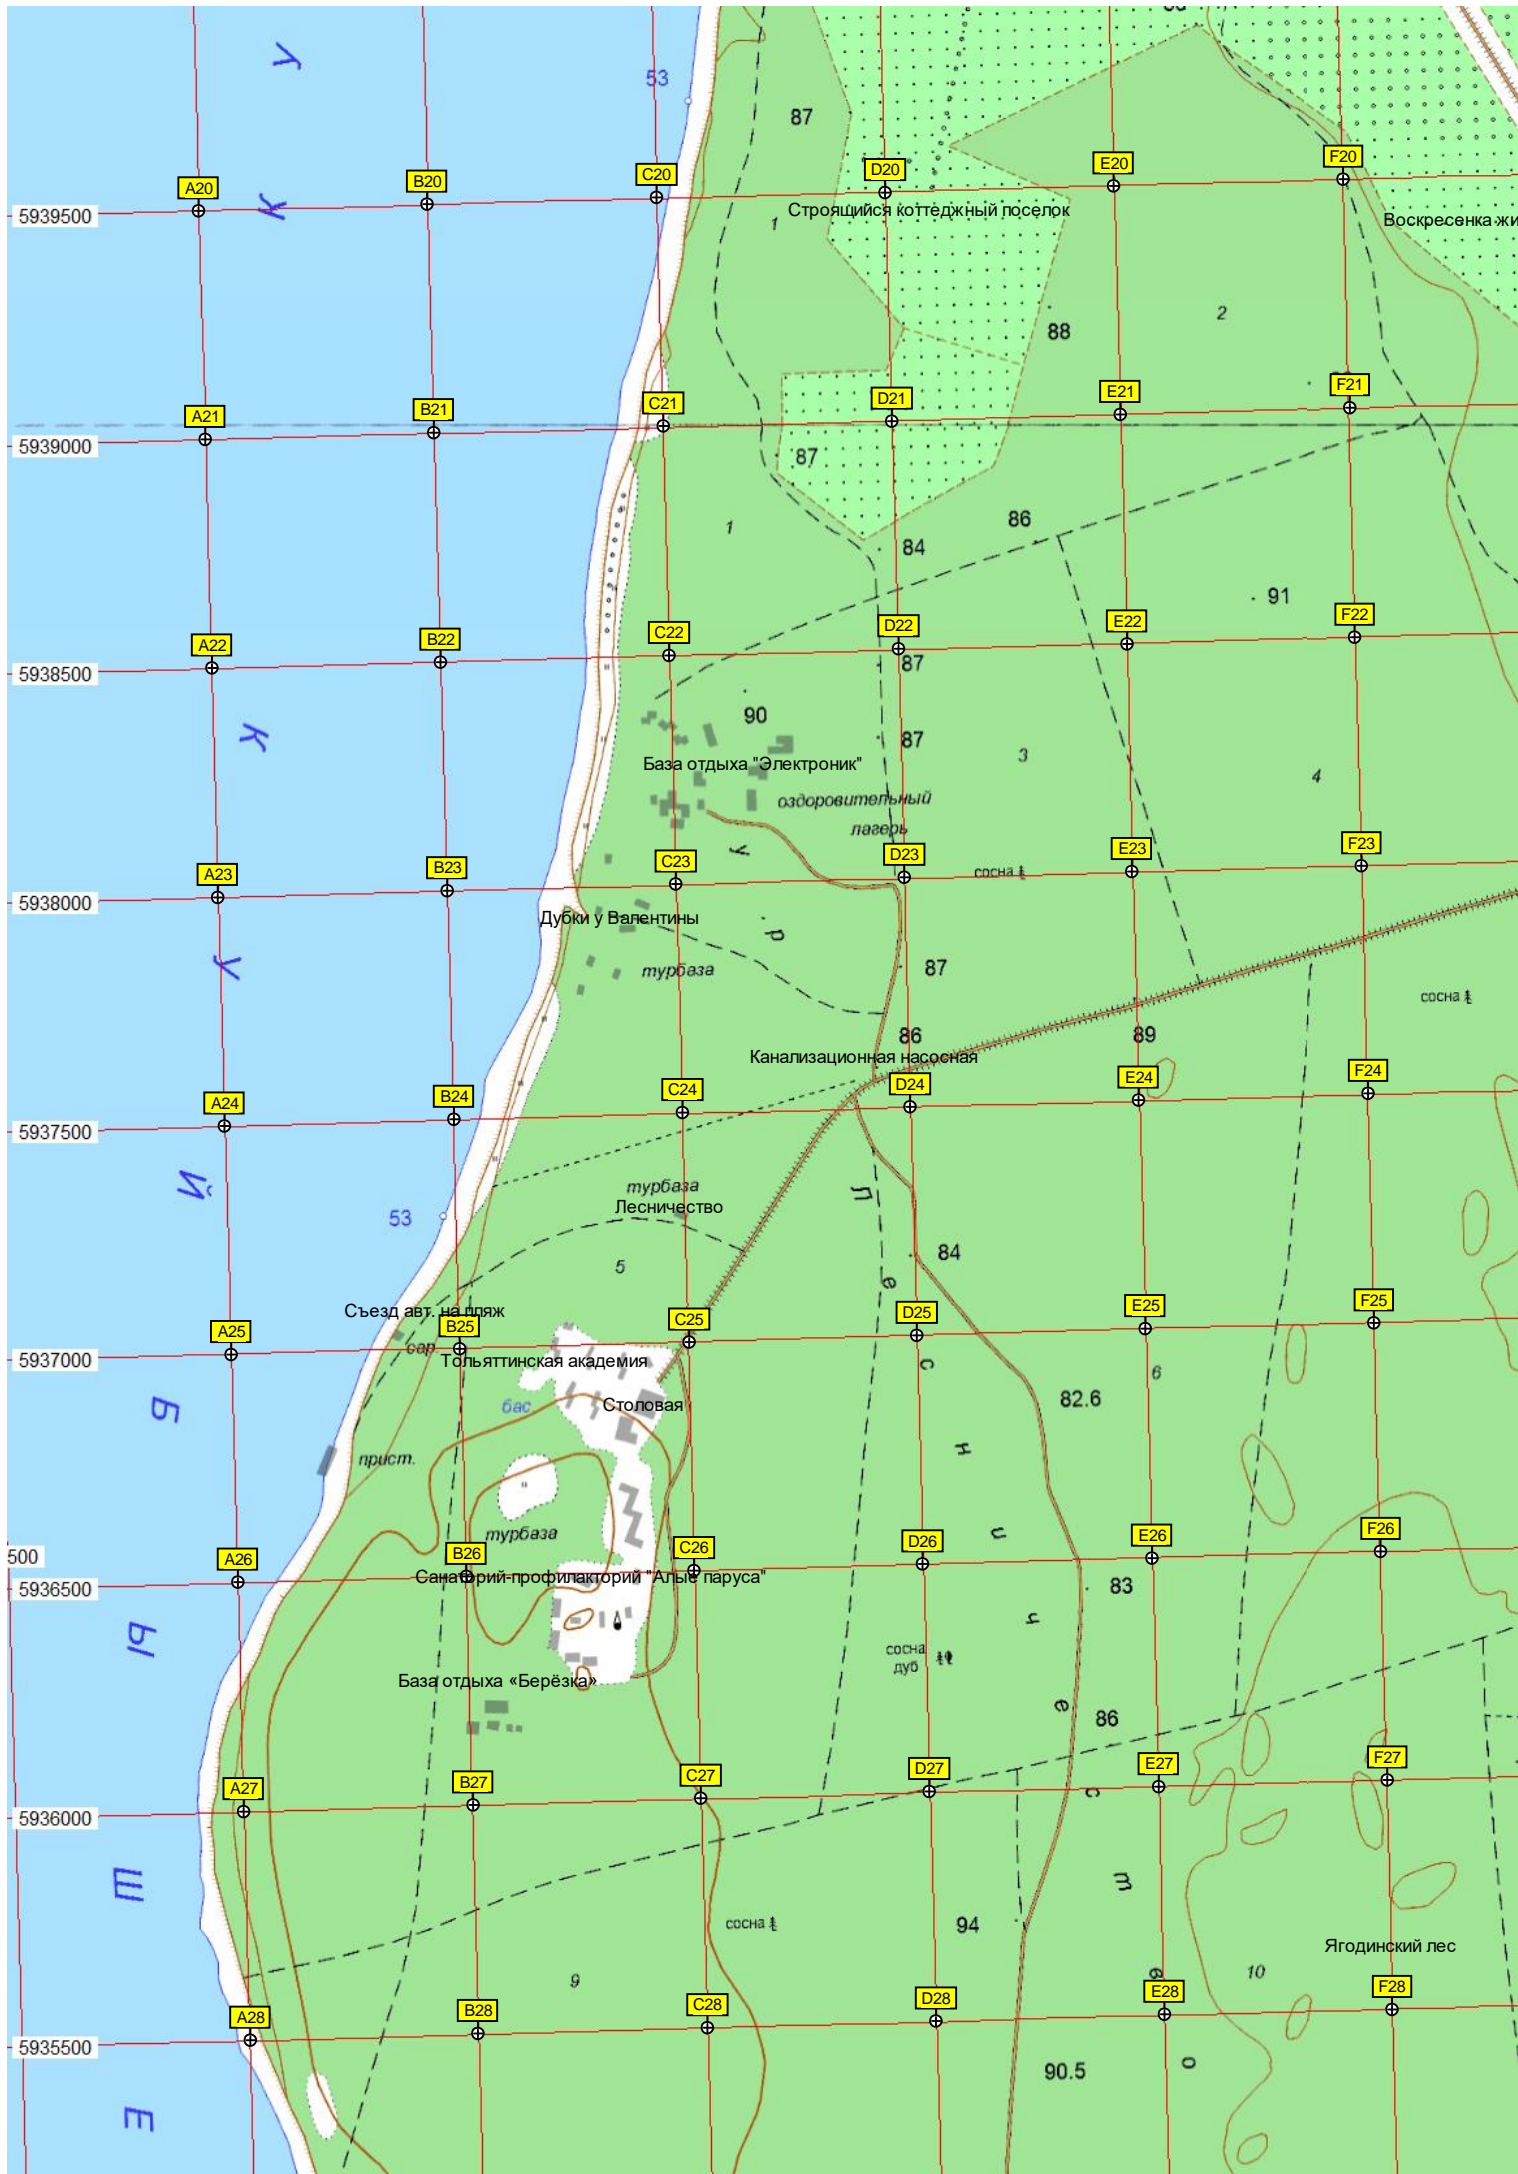 У
53
87
A20
B20
C20
D20
E20
F20
5939500
К
1
Строящийся коттеджный поселок
Воскресенка жи
2
88
A21
B21
C21
D21
E21
F21
5939000
87
1
86
84
91
A22
B22
C22
D22
E22
F22
5938500
87
90
К
87
3
4
База отдыха "Электроник"
оздоровительный
лагерь
у
A23
B23
C23
D23
E23
F23
сосна
5938000
Дубки у Валентины
р
У
турбаза
87
сосна
86
89
Канализационная насосная
A24
B24
C24
D24
E24
F24
5937500
Й
турбаза
Л
Лесничество
53
84
5
е
Съезд авт. на пляж
A25
B25
C25
D25
E25
F25
сар.
5937000
Тольяттинская академия
с
6
82.6
Б
бас
Столовая
н
прист.
турбаза
и
A26
B26
C26
D26
E26
F26
500
5936500
Санаторий-профилакторий "Алые паруса"
83
ч
Ы
сосна
дуб
База отдыха «Берёзка»
е
86
A27
B27
C27
D27
E27
F27
5936000
с
Ш
т
сосна
94
Ягодинский лес
9
в
10
A28
B28
C28
D28
E28
F28
5935500
о
90.5
Е